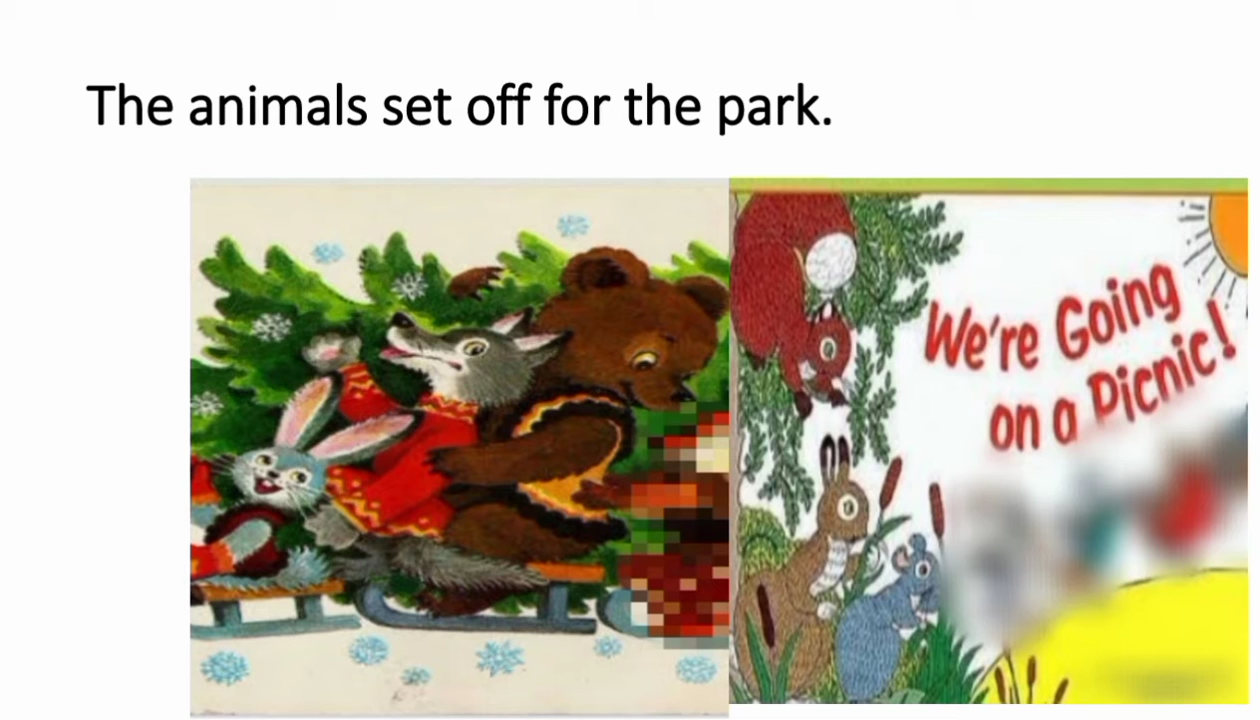 The animals set off for the park.
We're Going
on a Picnic!